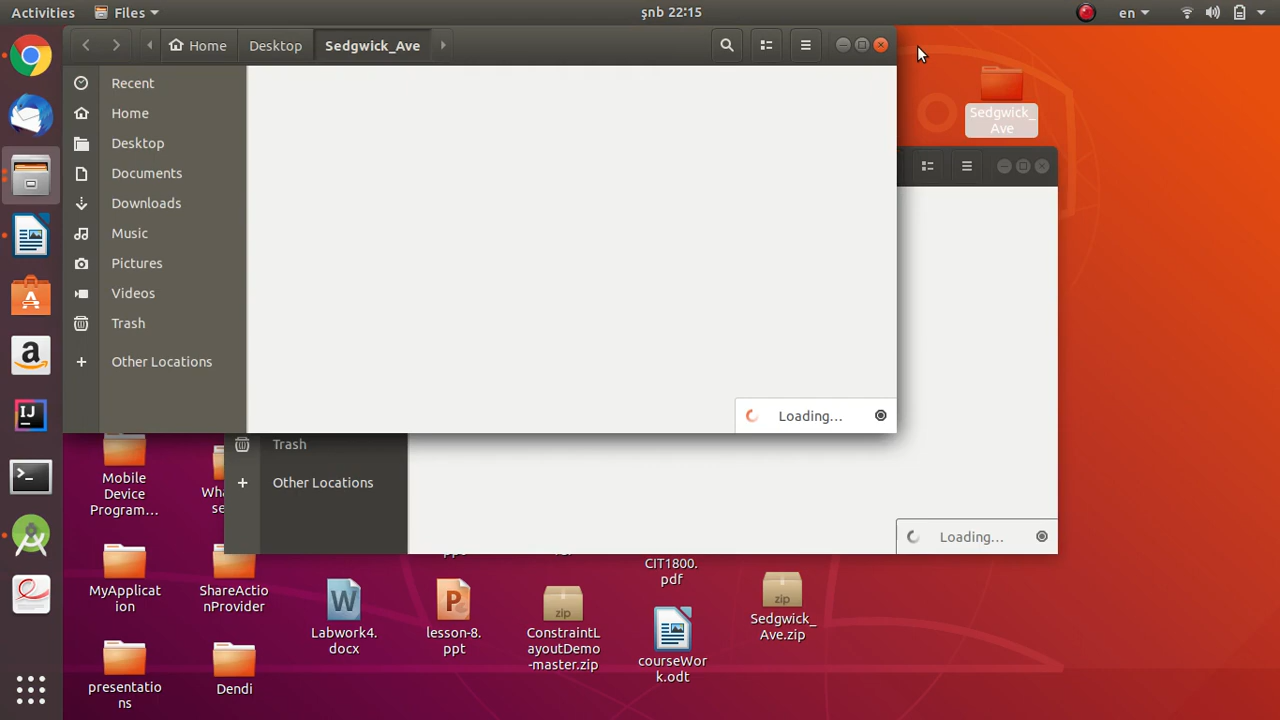 Activities
Files
şnb 22:15
en
Home
Desktop
Sedgwick_Ave
Recent
Home
Desktop
Documents
Downloads
Music
Pictures
Videos
Trash
Other Locations
Loading...
Sedgwick_
Ave
Trash
Other Locations
Loading...
Mobile
Device
Program...
MyApplicat
ion
ShareActio
nProvider
Labwork4.
docx
lesson-8.
ppt
ConstraintL
ayoutDemo
-master.zip
CIT1800.
pdf
courseWor
k.odt
Sedgwick_
Ave.zip
presentatio
ns
Dendi